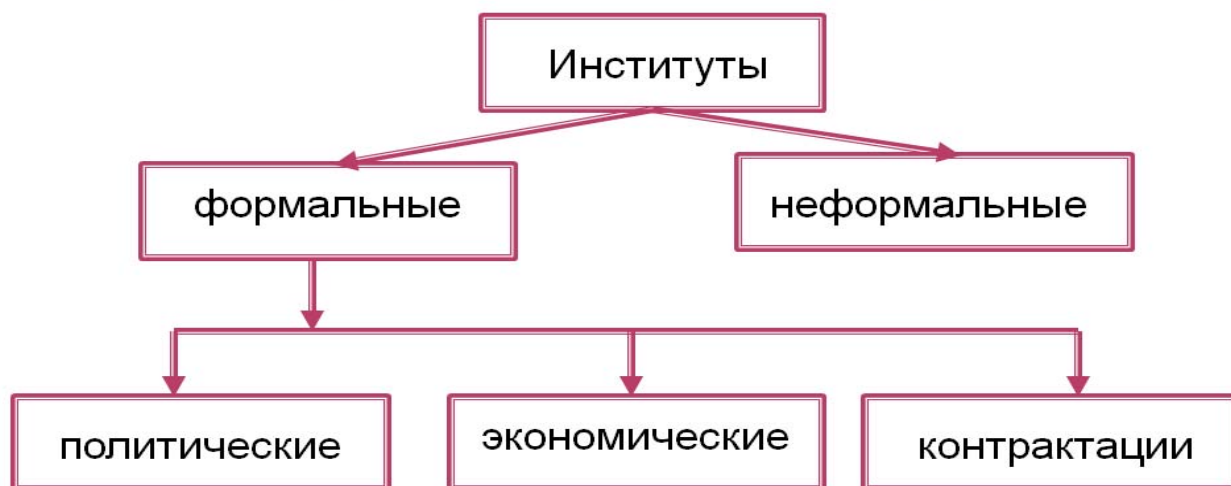 Институты
формальные
неформальные
политические
экономические
контрактации